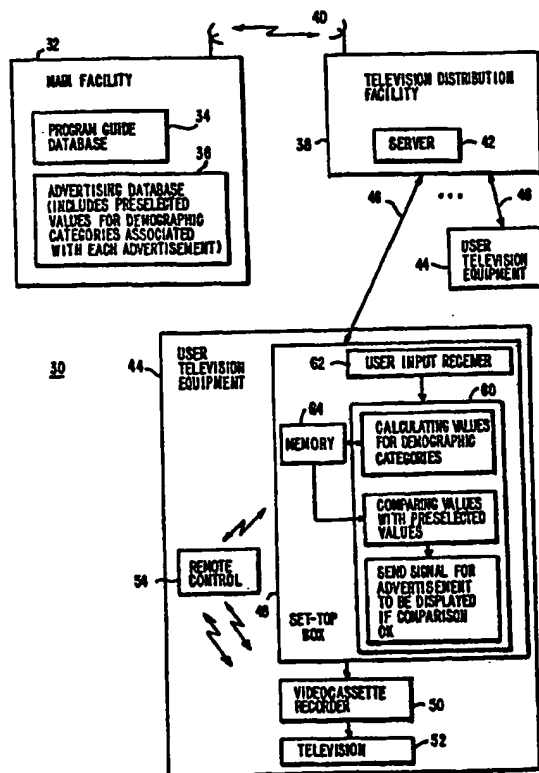 40
32
MAIN FACILITY
PROGRAM GUIDE
DATABASE
34
36
ADVERTISING DATABASE
(INCLUDES PRESELECTED
VALUES FOR DEMOGRAPHIC
CATEGORIES ASSOCIATED
WITH EACH ADVERTISEMENT)
TELEVISION DISTRIBUTION
FACILITY
38
SERVER
42
46
...
46
44
USER
TELEVISION
EQUIPMENT
30
44
USER
TELEVISION
EQUIPMENT
62
USER INPUT RECEIVER
60
64
MEMORY
CALCULATING VALUES
FOR DEMOGRAPHIC
CATEGORIES
COMPARING VALUES
WITH PRESELECTED
VALUES
SEND SIGNAL FOR
ADVERTISEMENT
TO BE DISPLAYED
IF COMPARISON
OK
REMOTE
CONTROL
54
48
SET-TOP
BOX
VIDEOCASSETTE
RECORDER
50
TELEVISION
52